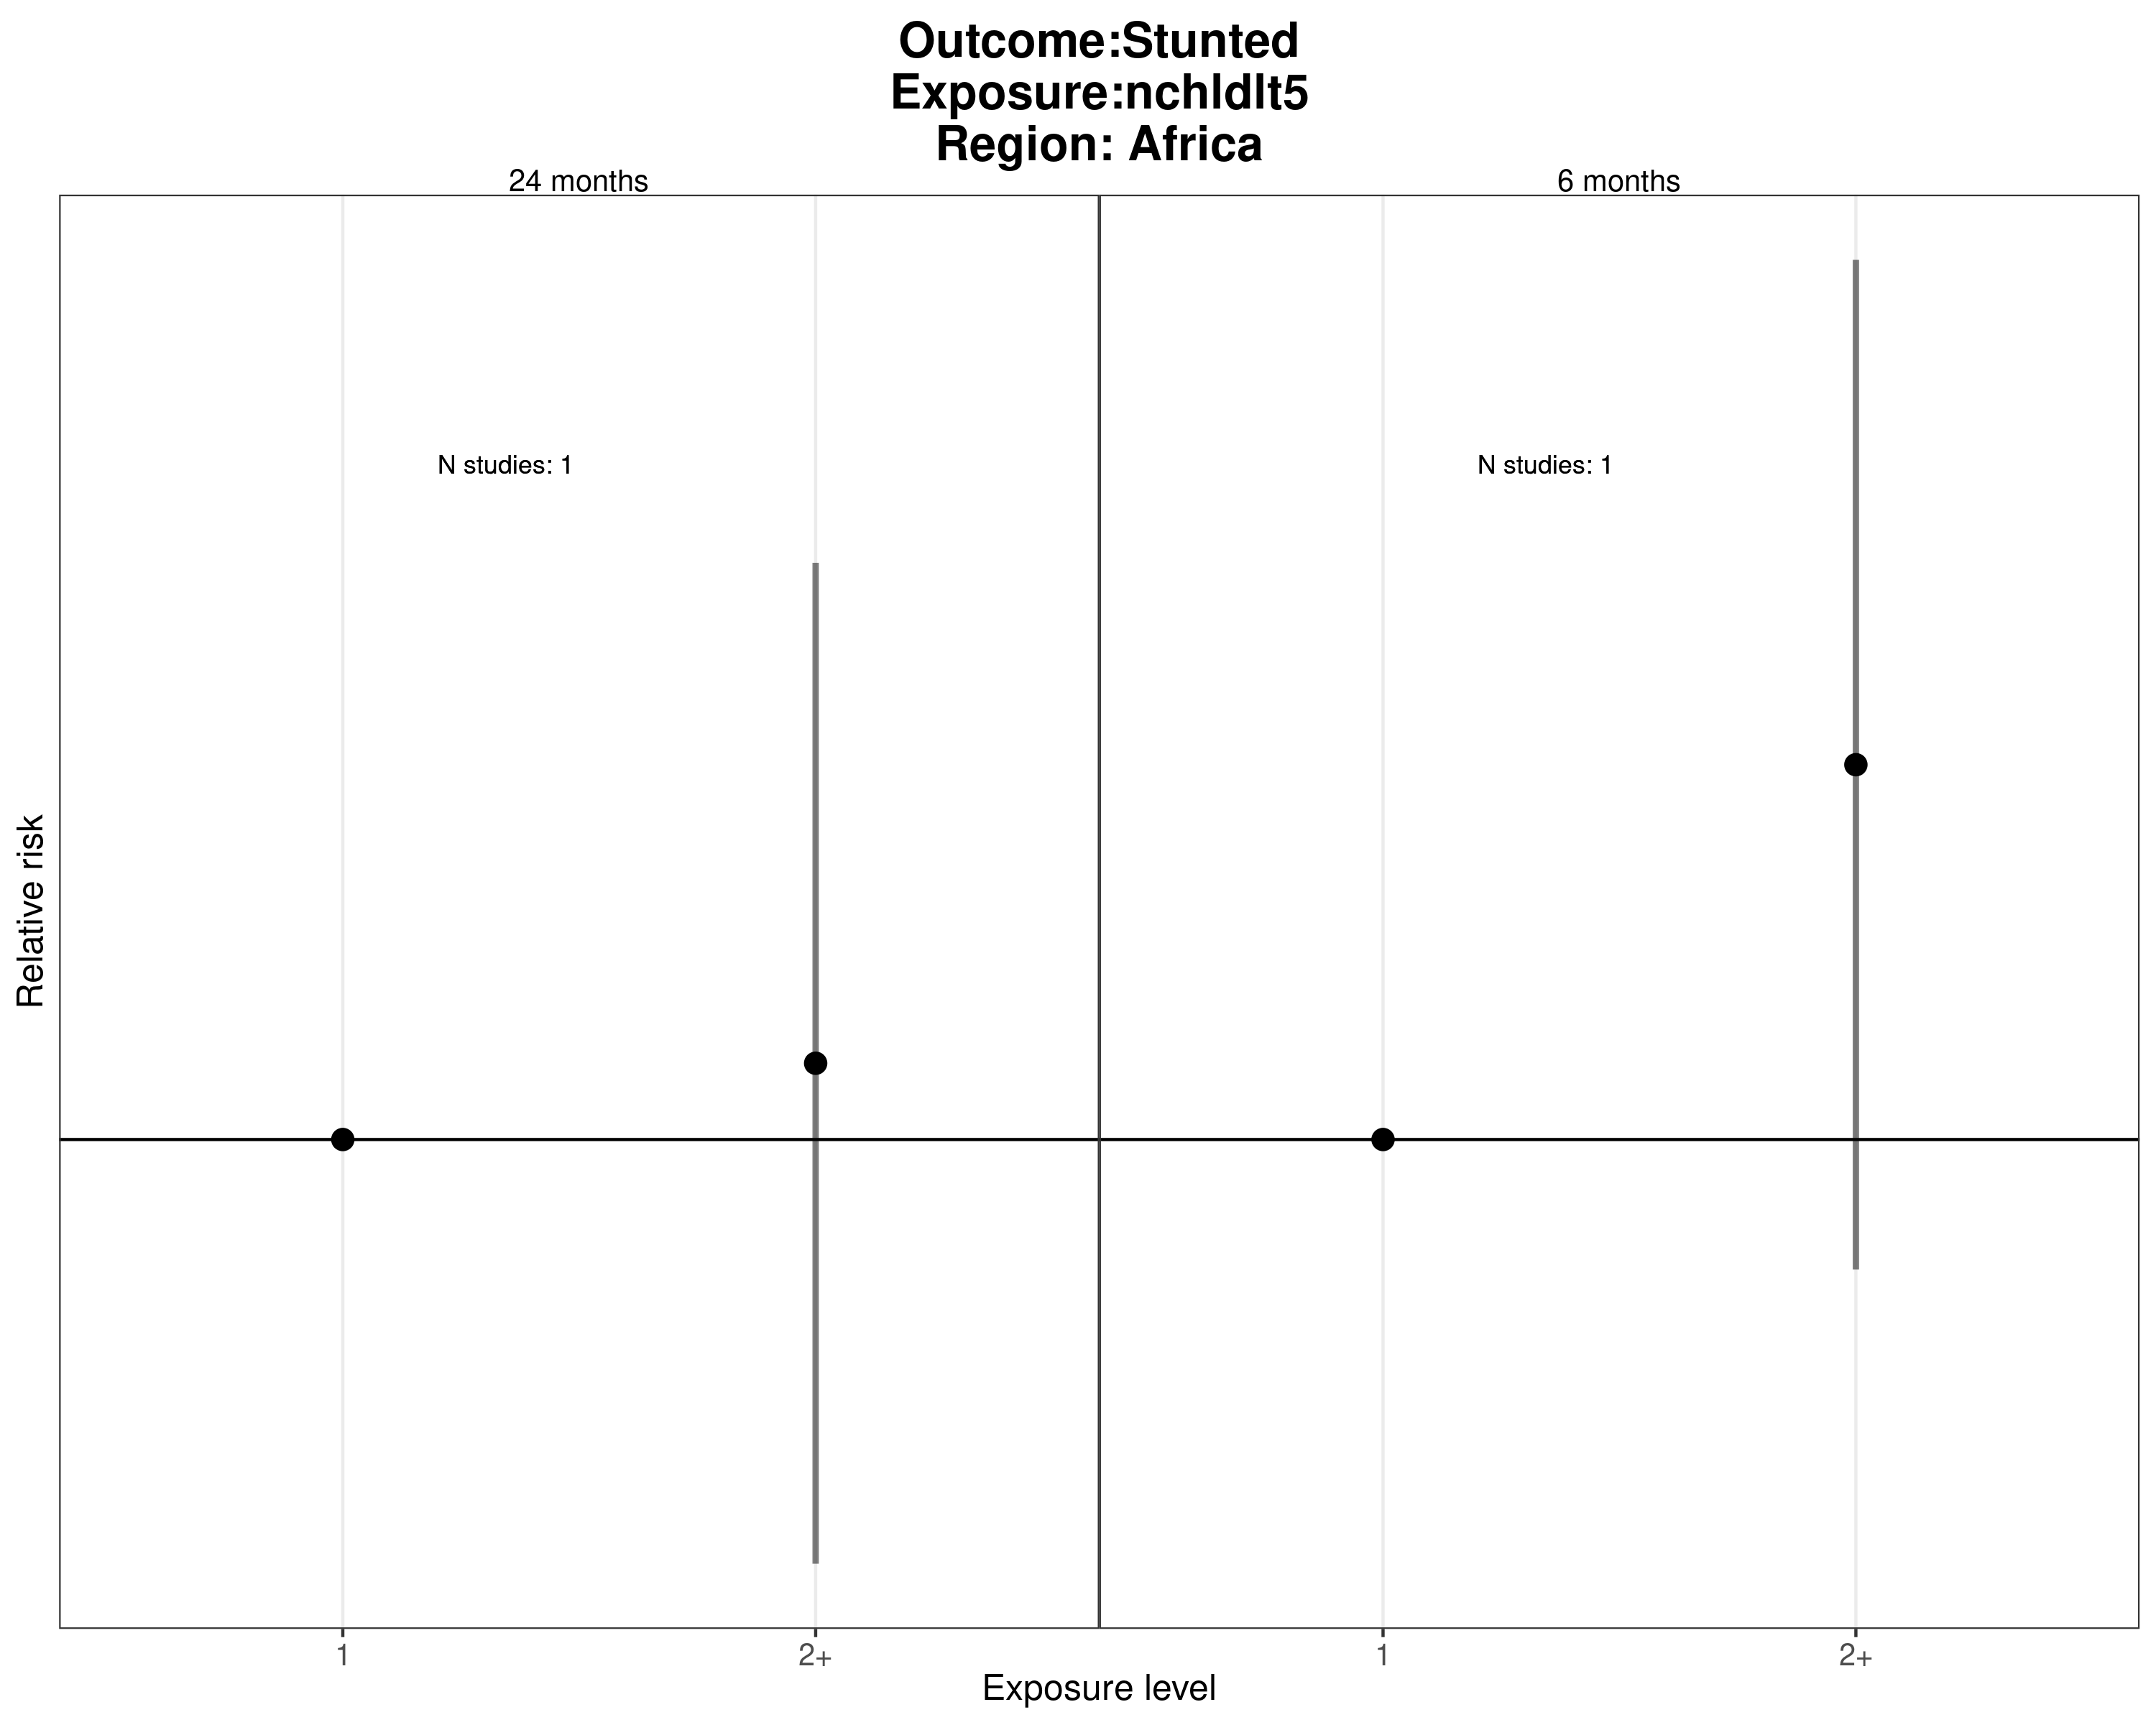 Outcome:Stunted
Exposure:nchldlt5
Region: Africa
24 months
6 months
N studies: 1
N studies: 1
Relative risk
1
2+
1
2+
Exposure level